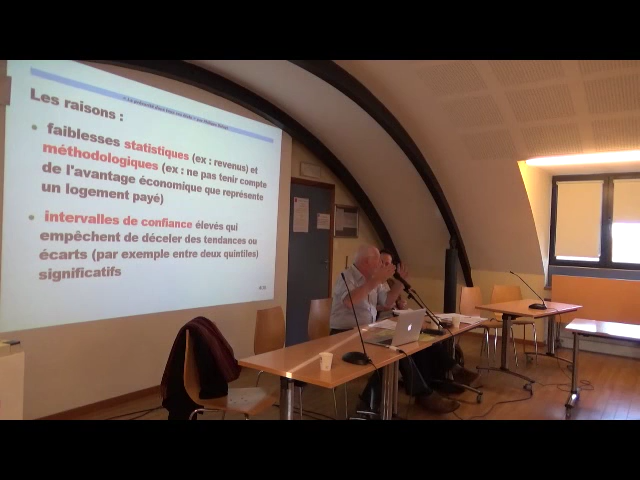 Les raisons :
• faiblesses statistiques (ex : revenus) et
méthodologiques (ex : ne pas tenir compte
de l'avantage économique que représente
un logement payé)
• intervalles de confiance élevés qui
empêchent de déceler des tendances ou
écarts (par exemple entre deux quintiles)
significatifs